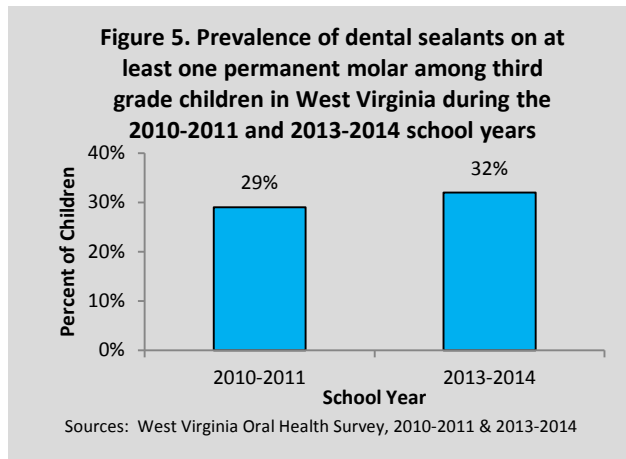 Figure 5. Prevalence of dental sealants on at
least one permanent molar among third
grade children in West Virginia during the
2010-2011 and 2013-2014 school years
40%
30%
20%
10%
0%
Percent of Children
29%
32%
2010-2011
2013-2014
School Year
Sources: West Virginia Oral Health Survey, 2010-2011 & 2013-2014